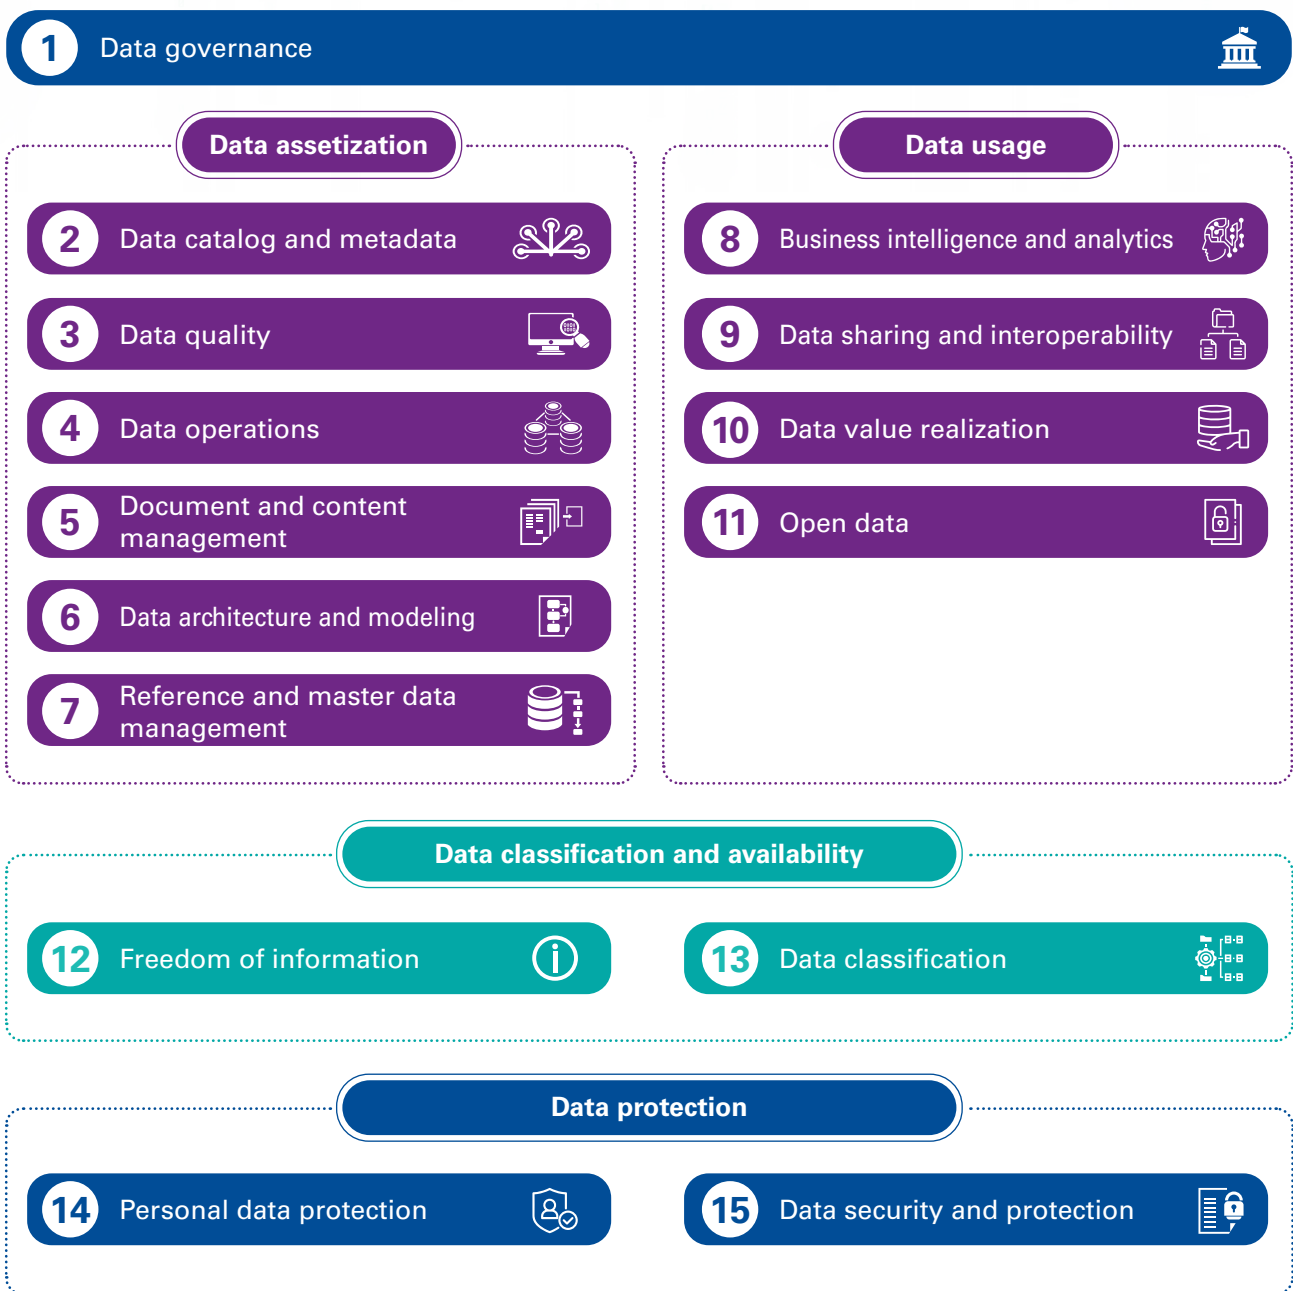 1 Data governance
Data assetization
2 Data catalog and metadata
3 Data quality
4 Data operations
5 Document and content
management
6 Data architecture and modeling
7 Reference and master data
management
Data usage
8 Business intelligence and analytics
9 Data sharing and interoperability
10 Data value realization
11 Open data
Data classification and availability
12 Freedom of information
13 Data classification
Data protection
14 Personal data protection
15 Data security and protection